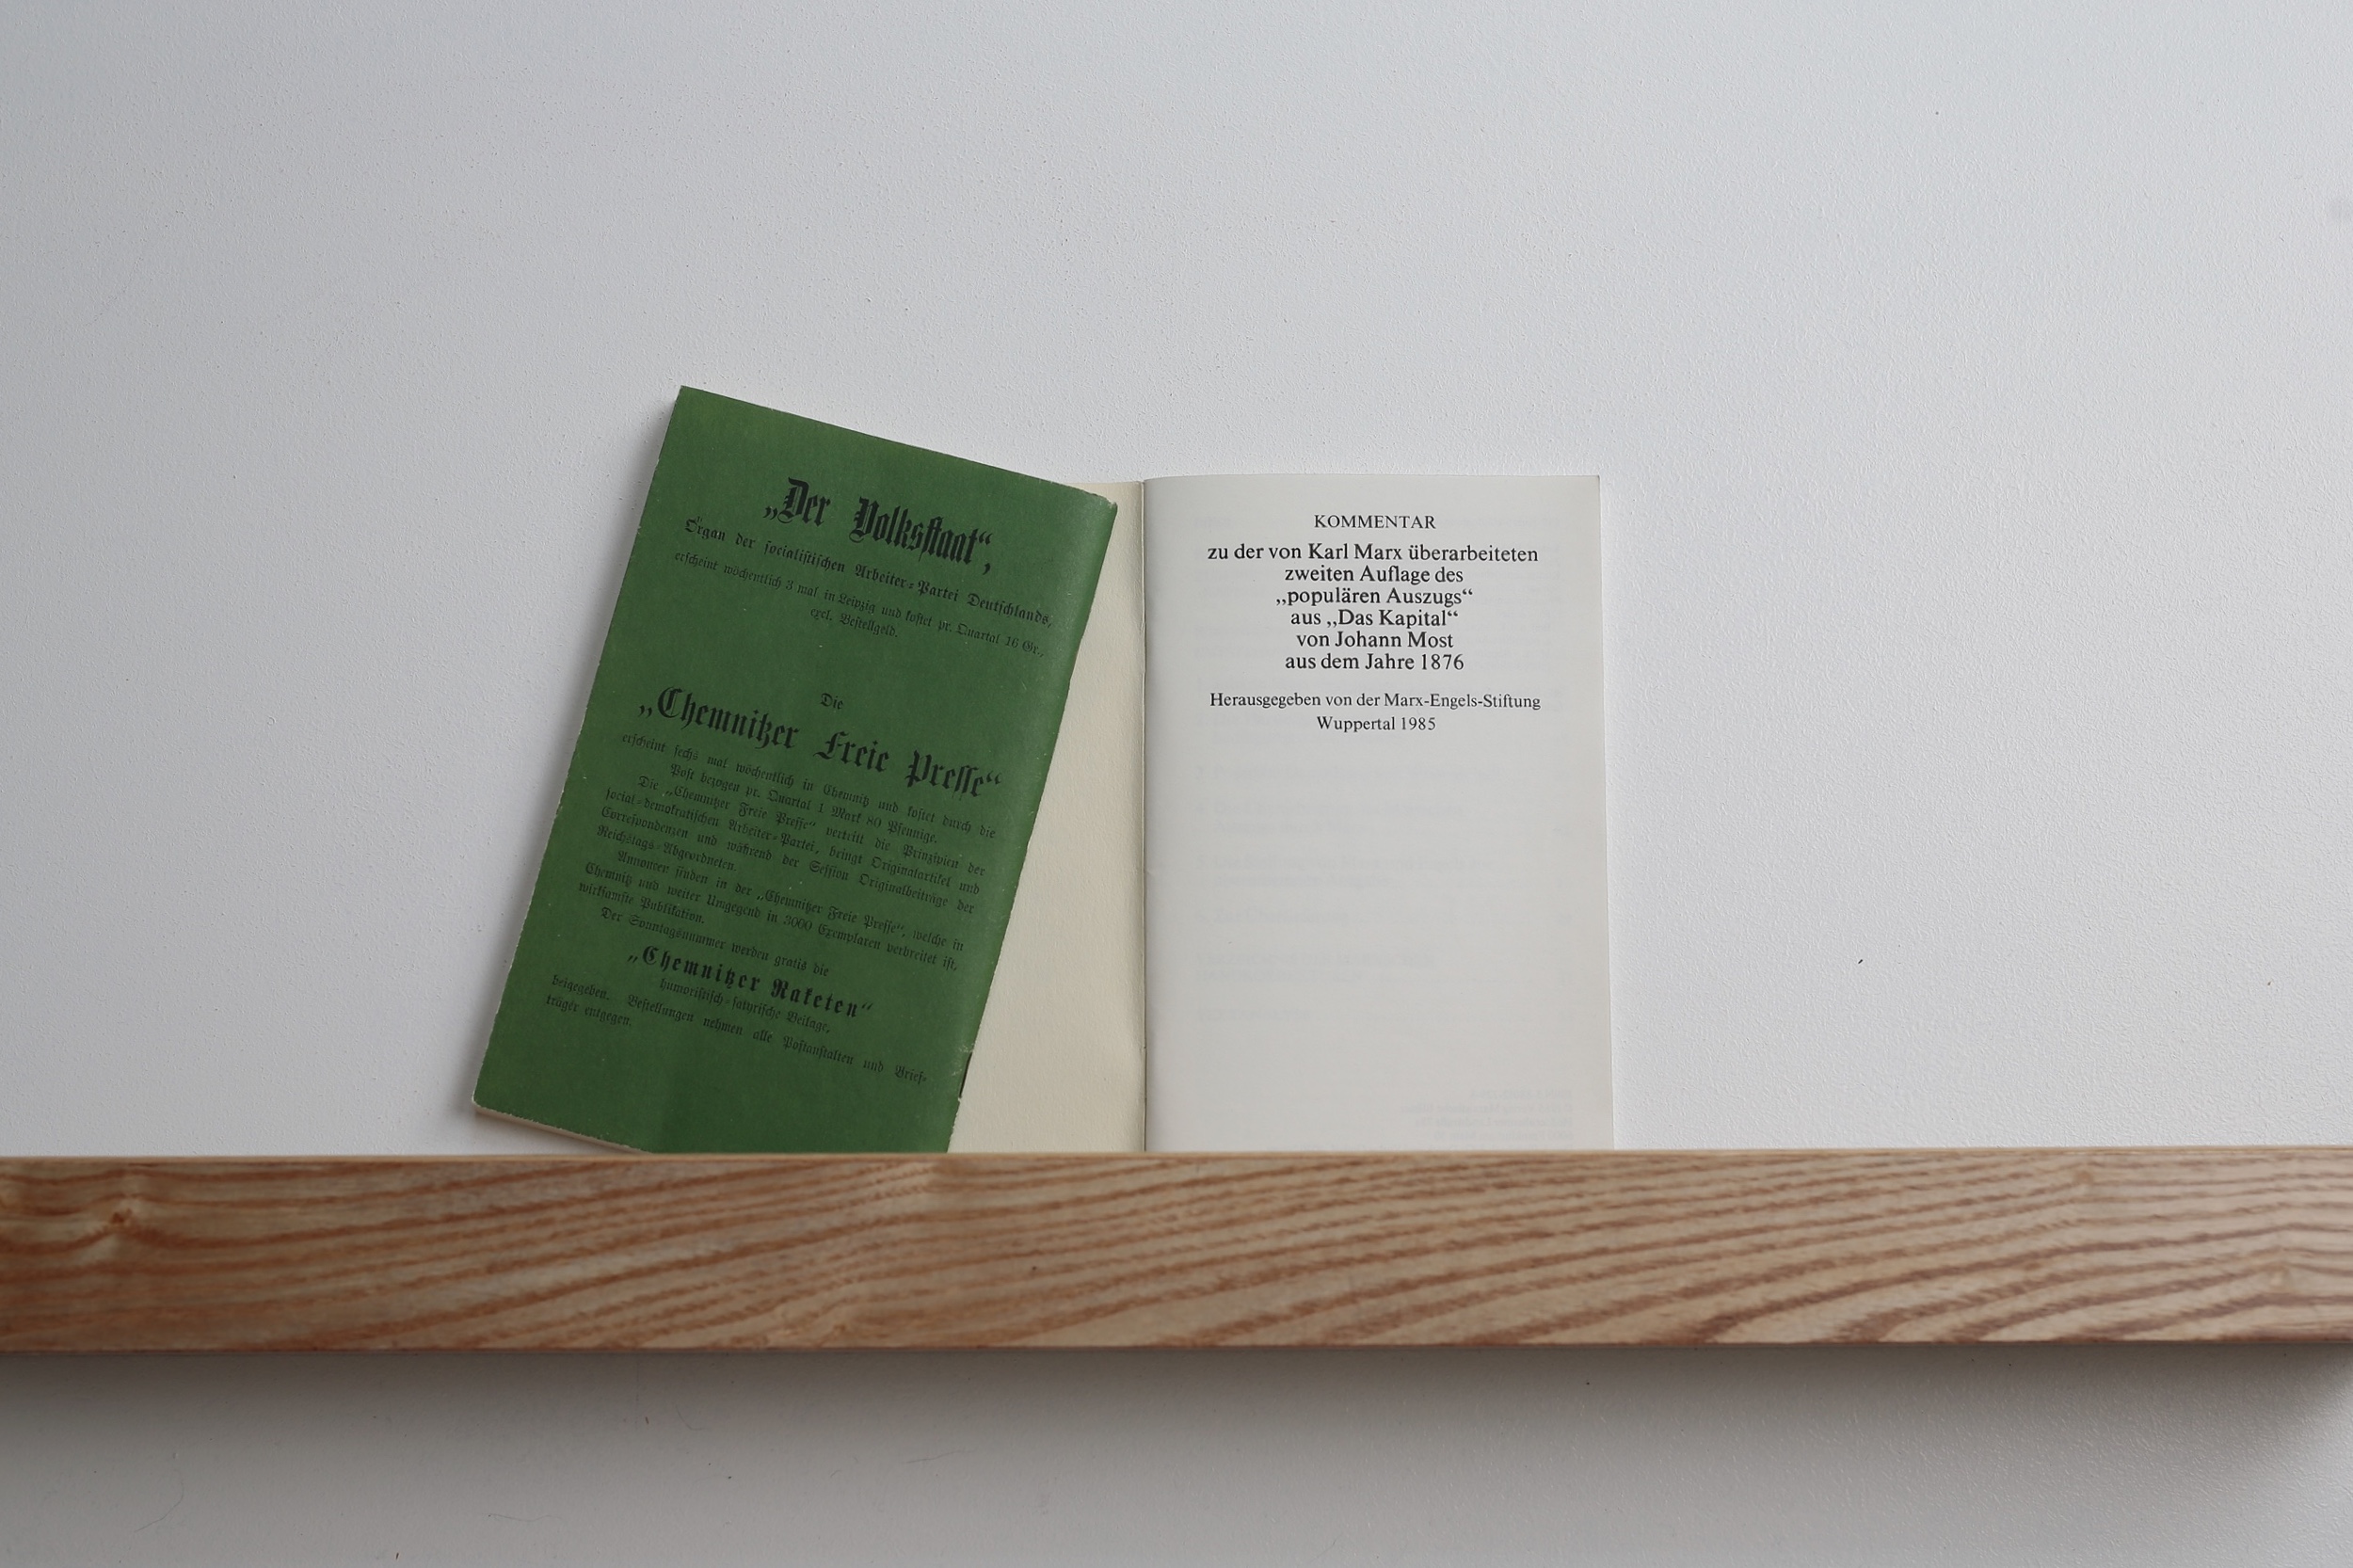 „Der Volksstaat“,
Organ der socialistischen Arbeiter-Partei Deutschlands,
erscheint wöchentlich 3 mal in Leipzig und kostet pr. Quartal 16 Gr.,
excl. Bestellgeld.
Die
„Chemnitzer Freie Presse“
erscheint sechs mal wöchentlich in Chemnitz und kostet durch die
Post bezogen pr. Quartal 1 Mark 80 Pfennige.
Die „Chemnitzer Freie Presse“ vertritt die Prinzipien der
social-demokratischen Arbeiter-Partei, bringt Originalartikel und
Correspondenzen und während der Session Originalbeiträge der
Reichstags-Abgeordneten.
Annoncen finden in der „Chemnitzer Freie Presse“, welche in
Chemnitz und weiter Umgegend in 3000 Exemplaren verbreitet ist,
wirksamste Publikation.
Der Sonntagsnummer werden gratis die
„Chemnitzer Raketen“
humoristisch-satyrische Beilage,
beigegeben. Bestellungen nehmen alle Postanstalten und Brief-
träger entgegen.
KOMMENTAR
zu der von Karl Marx überarbeiteten
zweiten Auflage des
„populären Auszugs“
aus „Das Kapital“
von Johann Most
aus dem Jahre 1876
Herausgegeben von der Marx-Engels-Stiftung
Wuppertal 1985